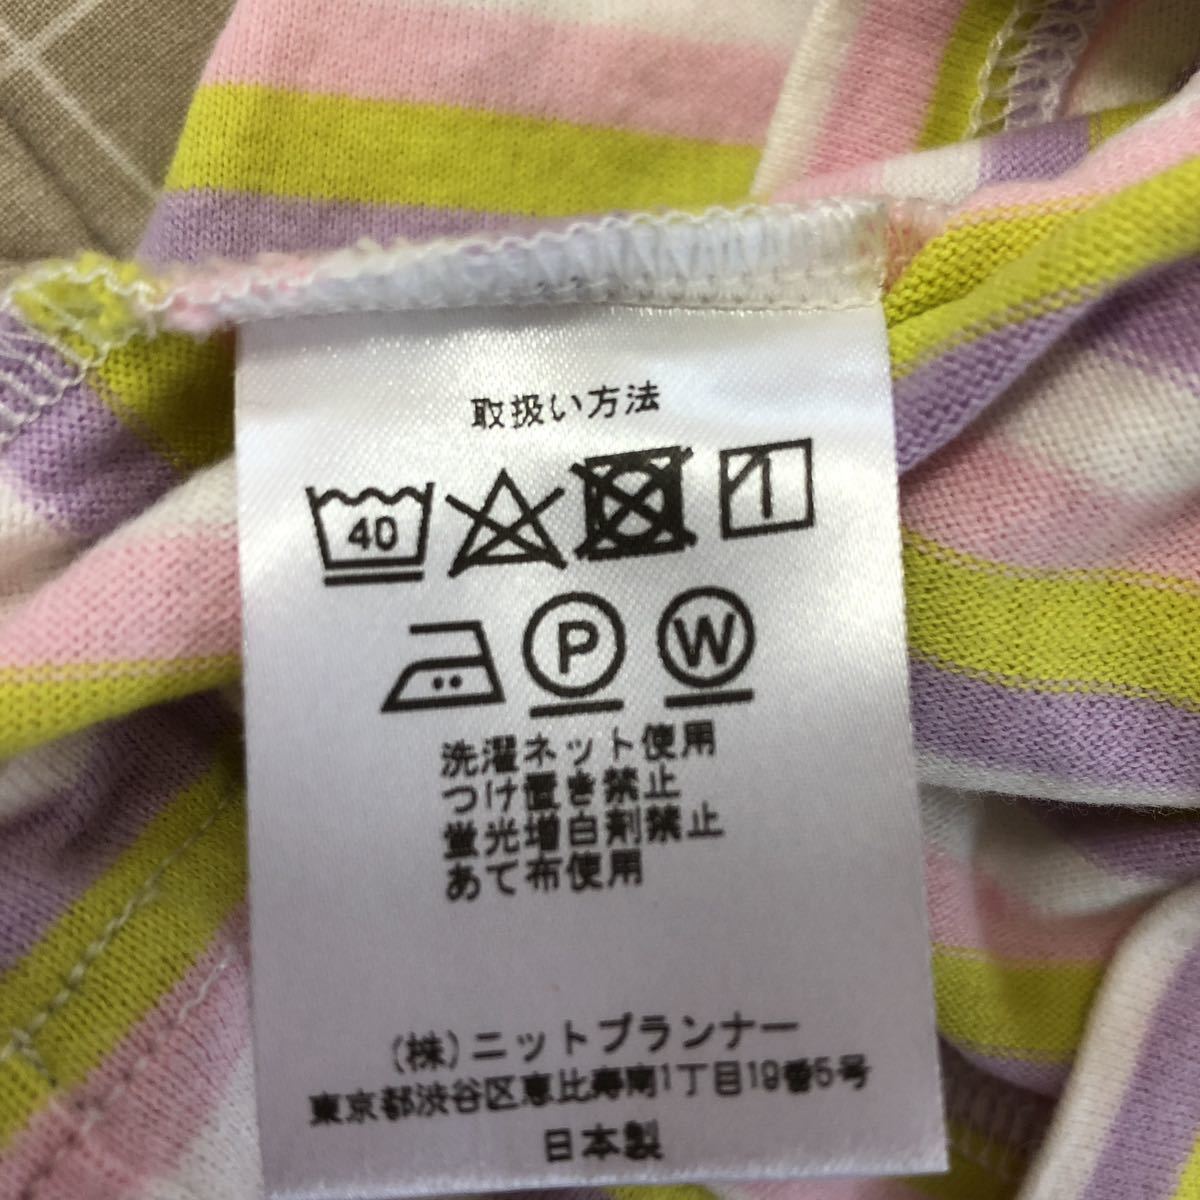 取扱い方法
40
P W
洗濯ネット使用
つけ置き禁止
蛍光増白剤禁止
あて布使用
(株)ニットプランナー
東京都渋谷区恵比寿南1丁目19番5号
日本製